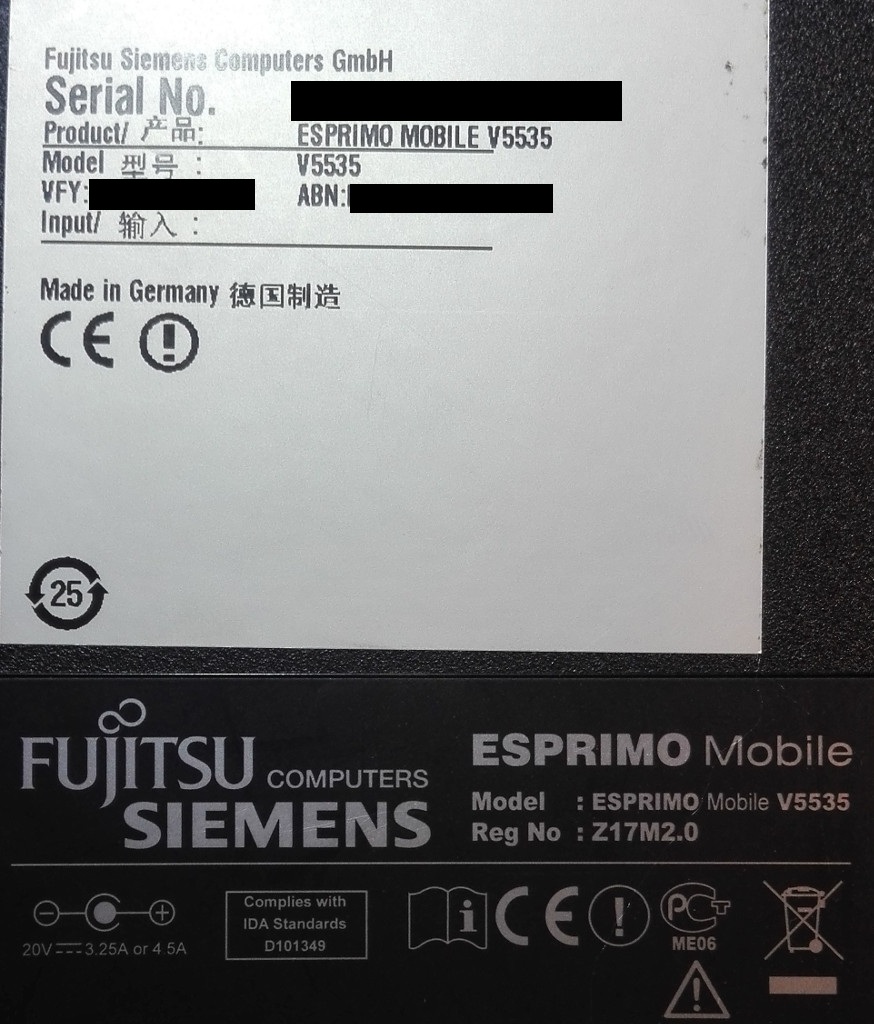 Fujitsu Siemens Computers GmbH
Serial No.
Product/ 产品: ESPRIMO MOBILE V5535
Model 型号 : V5535
VFY: ABN:
Input/ 输入 :
Made in Germany 德国制造
CE
25
FUJITSU COMPUTERS
SIEMENS
ESPRIMO Mobile
Model : ESPRIMO Mobile V5535
Reg No : Z17M2.0
20V 3.25A or 4.5A
Complies with
IDA Standards
D101349
i CE ! PCT
ME06
!